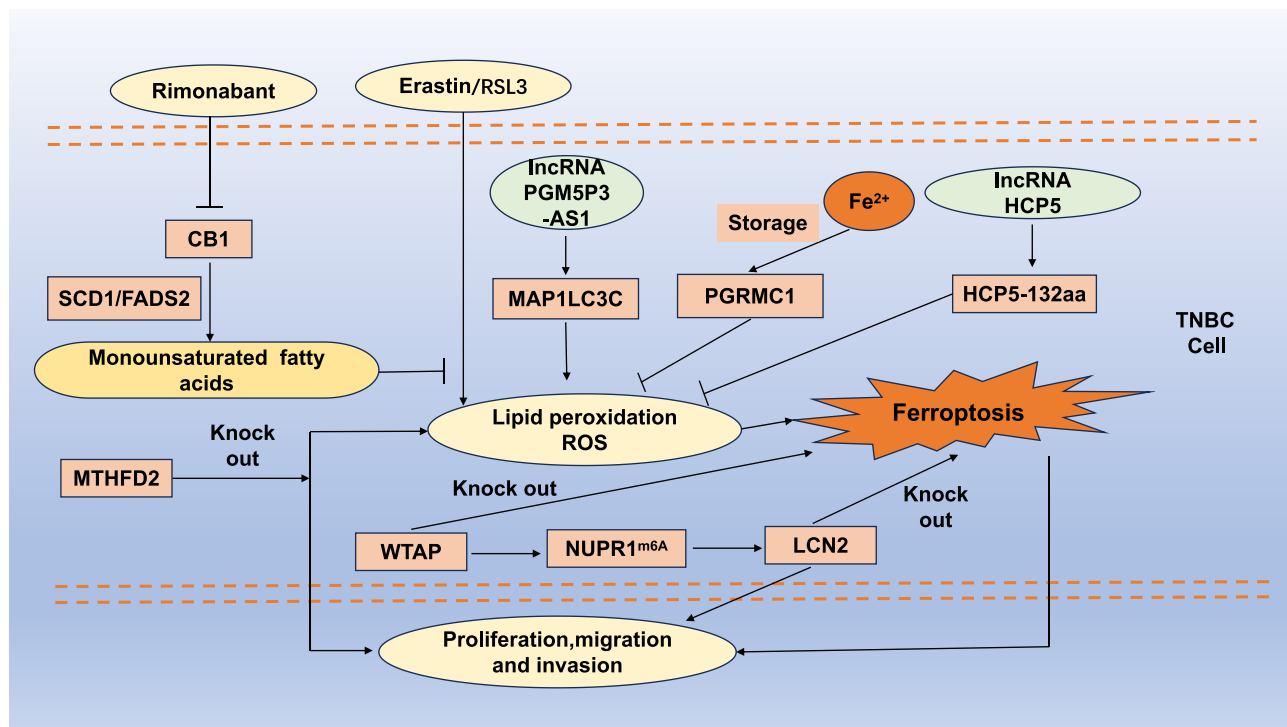 Rimonabant
Erastin/RSL3
lncRNA
PGM5P3
-AS1
Fe²⁺
lncRNA
HCP5
Storage
CB1
SCD1/FADS2
MAP1LC3C
PGRMC1
HCP5-132aa
TNBC
Cell
Monounsaturated fatty
acids
Lipid peroxidation
ROS
Ferroptosis
Knock
out
MTHFD2
Knock out
Knock
out
WTAP
NUPR1ᵐ⁶ᴬ
LCN2
Proliferation,migration
and invasion